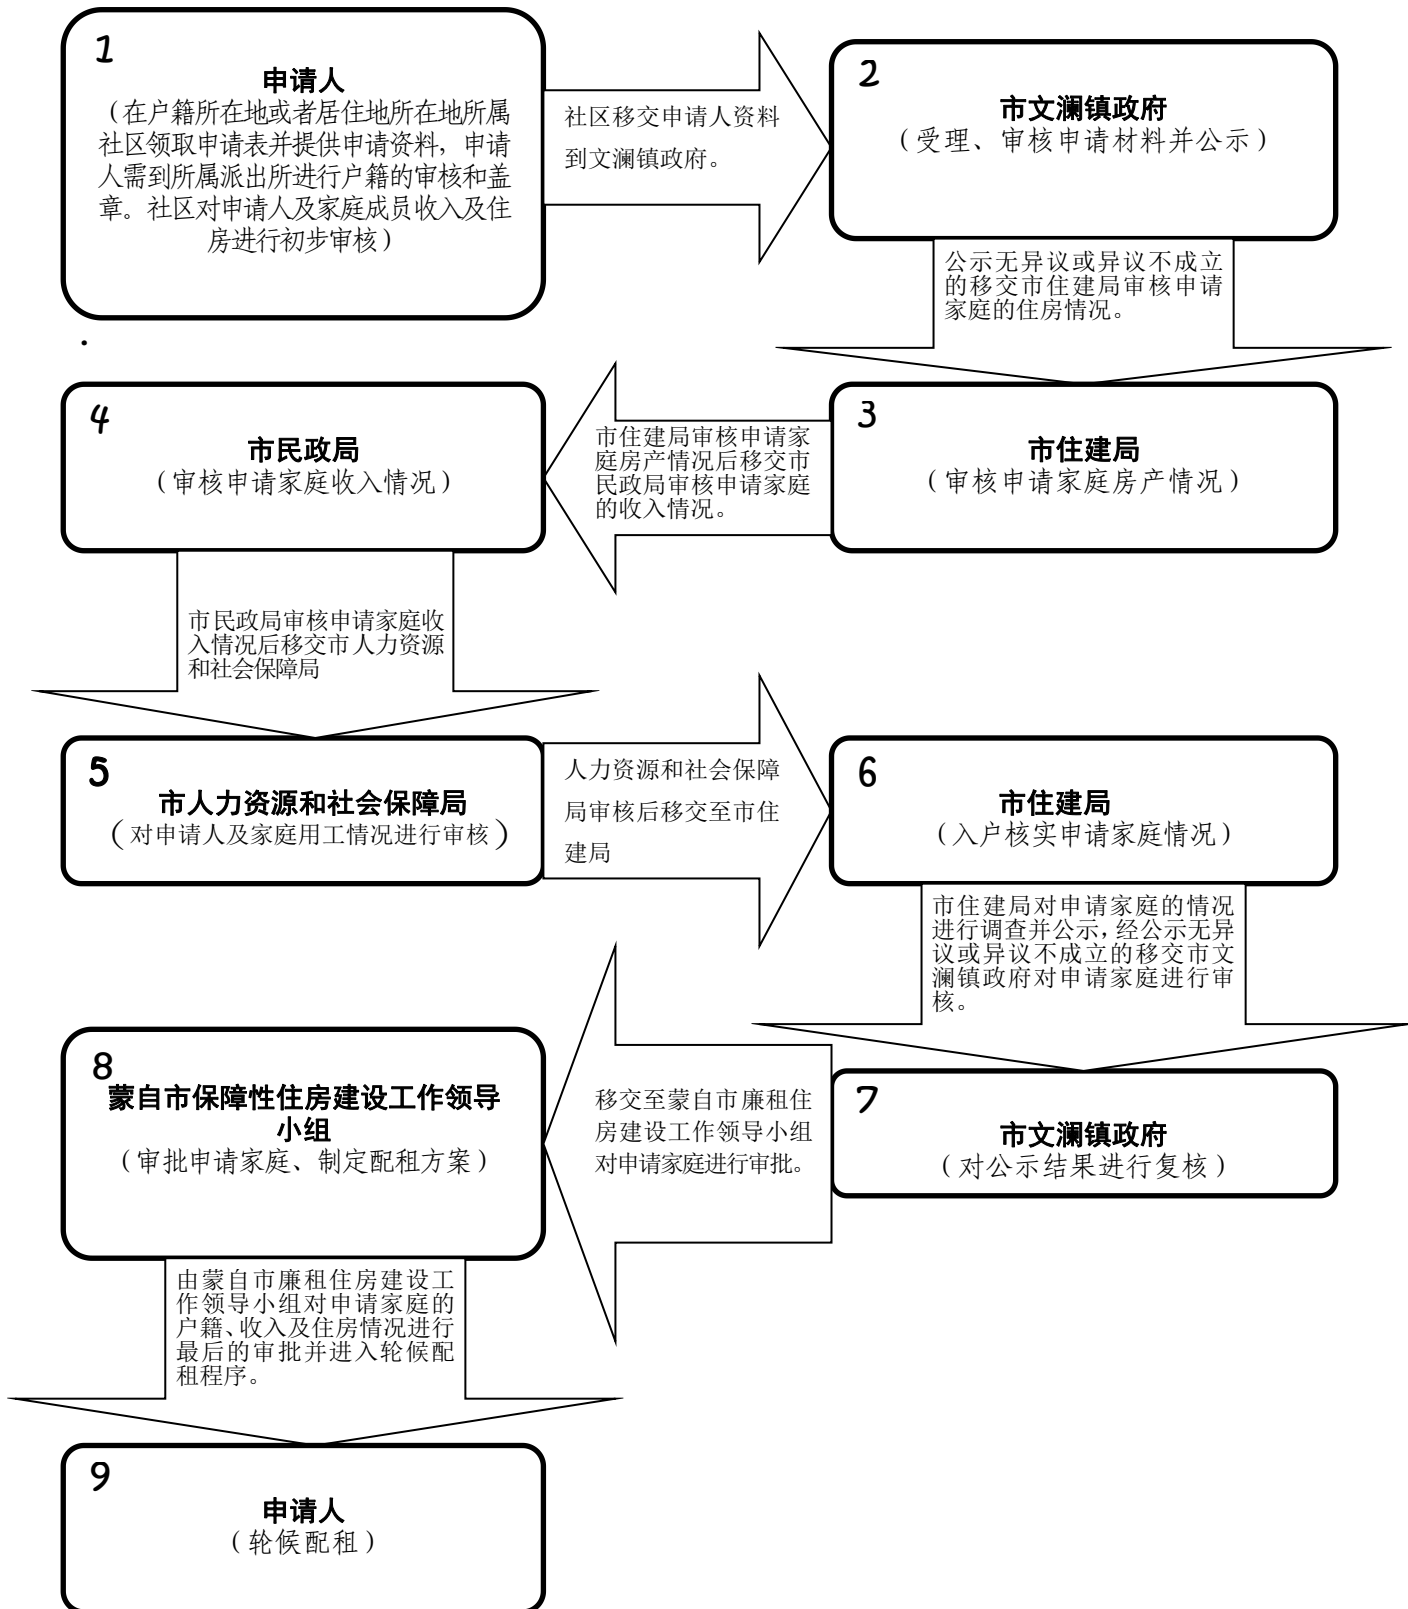 1
申请人
（在户籍所在地或者居住地所在地所属
社区领取申请表并提供申请资料，申请
人需到所属派出所进行户籍的审核和盖
章。社区对申请人及家庭成员收入及住
房进行初步审核）
社区移交申请人资料
到文澜镇政府。
2
市文澜镇政府
（受理、审核申请材料并公示）
公示无异议或异议不成立
的移交市住建局审核申请
家庭的住房情况。
.
3
市住建局
（审核申请家庭房产情况）
市住建局审核申请家
庭房产情况后移交市
民政局审核申请家庭
的收入情况。
4
市民政局
（审核申请家庭收入情况）
市民政局审核申请家庭收
入情况后移交市人力资源
和社会保障局
5
市人力资源和社会保障局
（对申请人及家庭用工情况进行审核）
人力资源和社会保障
局审核后移交至市住
建局
6
市住建局
（入户核实申请家庭情况）
市住建局对申请家庭的情况
进行调查并公示，经公示无异
议或异议不成立的移交市文
澜镇政府对申请家庭进行审
核。
7
市文澜镇政府
（对公示结果进行复核）
移交至蒙自市廉租住
房建设工作领导小组
对申请家庭进行审批。
8
蒙自市保障性住房建设工作领导
小组
（审批申请家庭、制定配租方案）
由蒙自市廉租住房建设工
作领导小组对申请家庭的
户籍、收入及住房情况进行
最后的审批并进入轮候配
租程序。
9
申请人
（轮候配租）